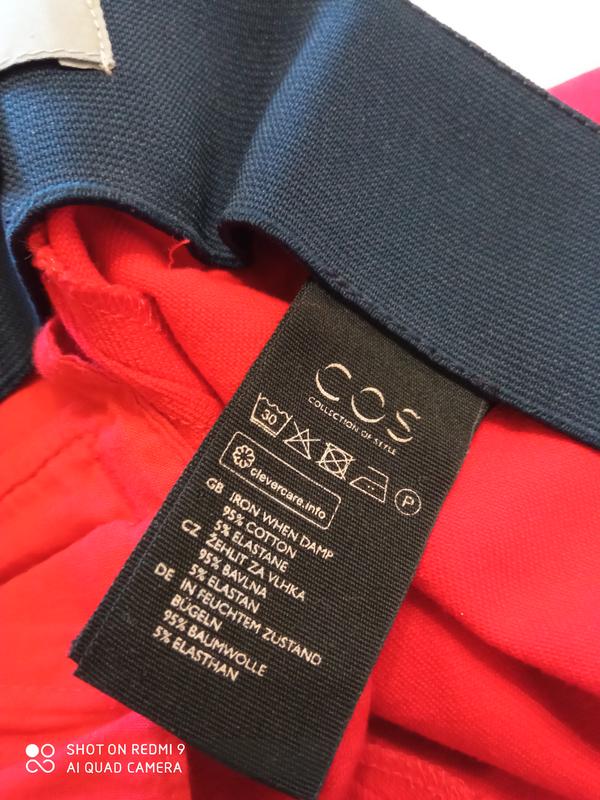 COS
COLLECTION OF STYLE
30
P
clevercare.info
GB IRON WHEN DAMP
95% COTTON
5% ELASTANE
CZ ŽEHLIT ZA VLHKA
95% BAVLNA
5% ELASTAN
DE IN FEUCHTEM ZUSTAND
BÜGELN
95% BAUMWOLLE
5% ELASTHAN
SHOT ON REDMI 9
AI QUAD CAMERA